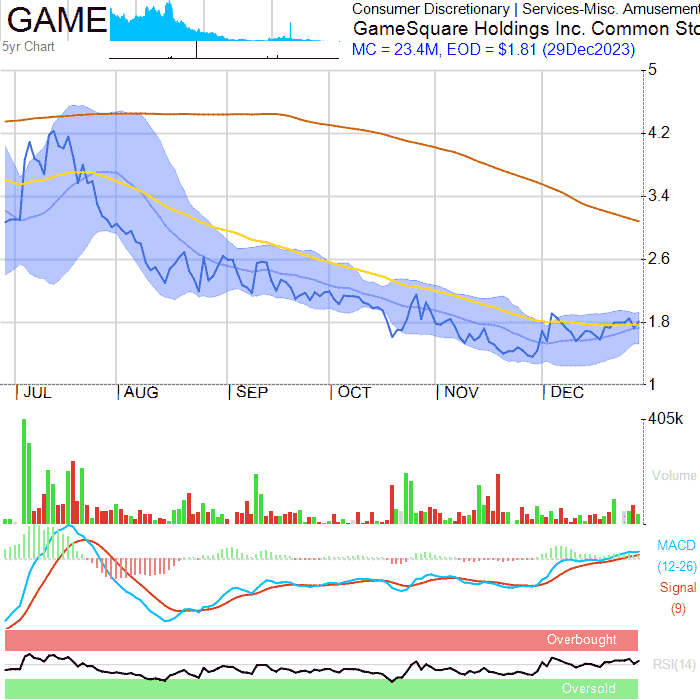 GAME
5yr Chart
Consumer Discretionary | Services-Misc. Amusement
GameSquare Holdings Inc. Common Sto
MC = 23.4M, EOD = $1.81 (29Dec2023)
5
4.2
3.4
2.6
1.8
1
JUL AUG SEP OCT NOV DEC
405k
Volume
MACD
(12-26)
Signal
(9)
Overbought
RSI(14)
Oversold